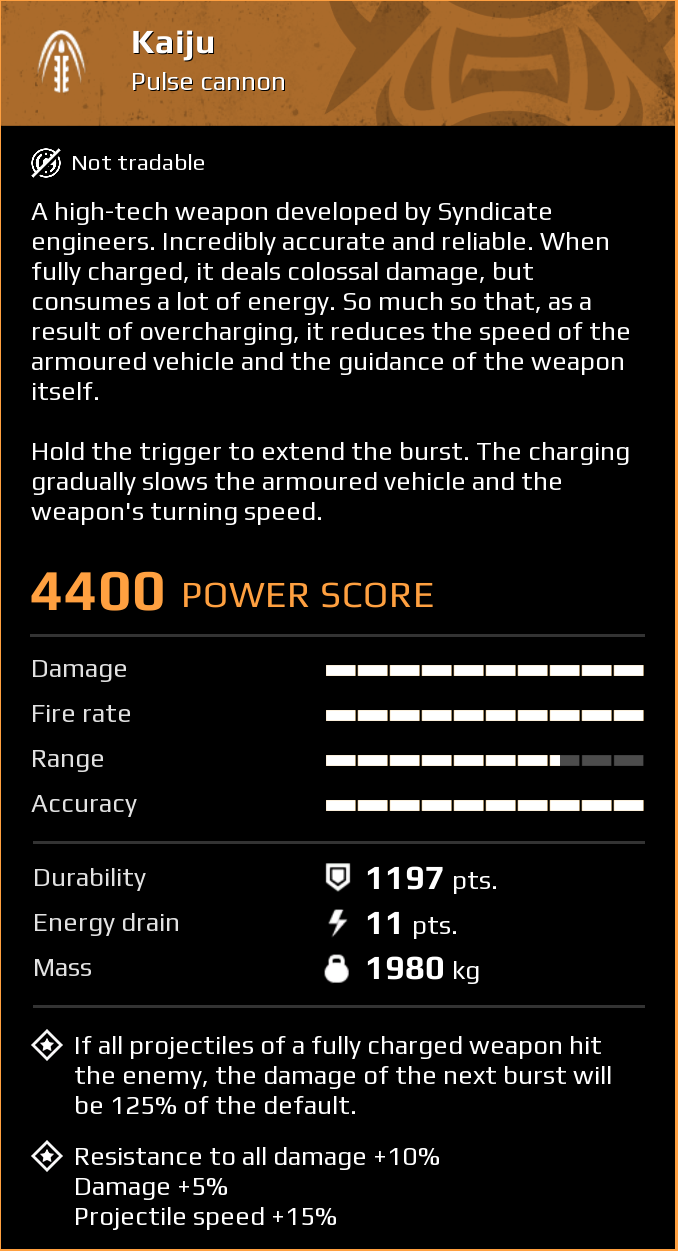 Kaiju
Pulse cannon
Not tradable
A high-tech weapon developed by Syndicate
engineers. Incredibly accurate and reliable. When
fully charged, it deals colossal damage, but
consumes a lot of energy. So much so that, as a
result of overcharging, it reduces the speed of the
armoured vehicle and the guidance of the weapon
itself.
Hold the trigger to extend the burst. The charging
gradually slows the armoured vehicle and the
weapon's turning speed.
4400 POWER SCORE
Damage
Fire rate
Range
Accuracy
Durability 1197 pts.
Energy drain 11 pts.
Mass 1980 kg
If all projectiles of a fully charged weapon hit
the enemy, the damage of the next burst will
be 125% of the default.
Resistance to all damage +10%
Damage +5%
Projectile speed +15%